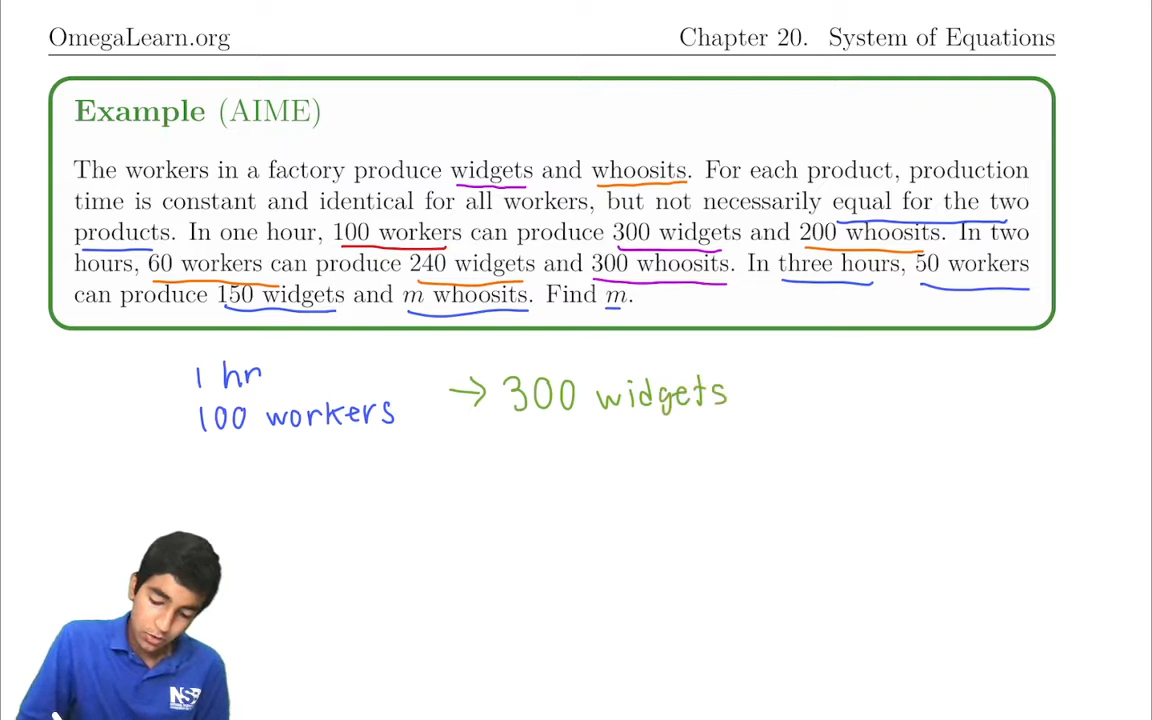 OmegaLearn.org
Chapter 20. System of Equations
Example (AIME)
The workers in a factory produce widgets and whoosits. For each product, production
time is constant and identical for all workers, but not necessarily equal for the two
products. In one hour, 100 workers can produce 300 widgets and 200 whoosits. In two
hours, 60 workers can produce 240 widgets and 300 whoosits. In three hours, 50 workers
can produce 150 widgets and m whoosits. Find m.
1 hr
100 workers → 300 widgets